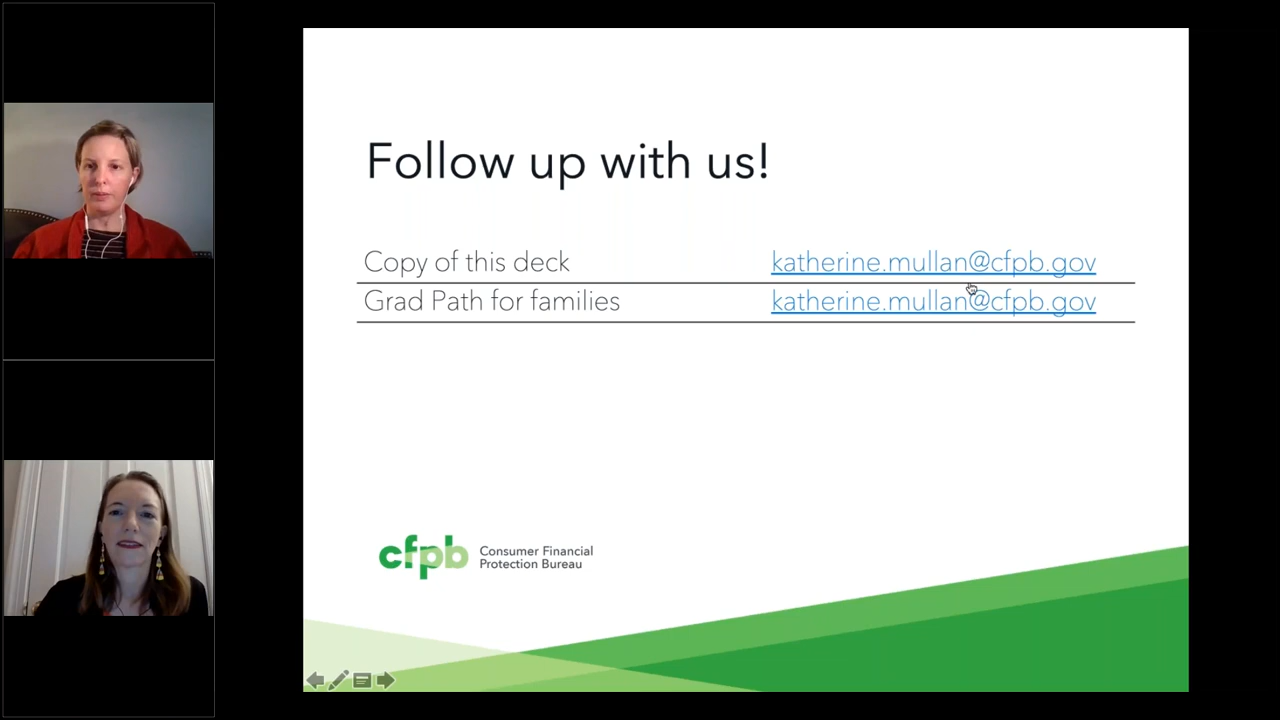 Follow up with us!
Copy of this deck katherine.mullan@cfpb.gov
Grad Path for families katherine.mullan@cfpb.gov
cfpb Consumer Financial
Protection Bureau